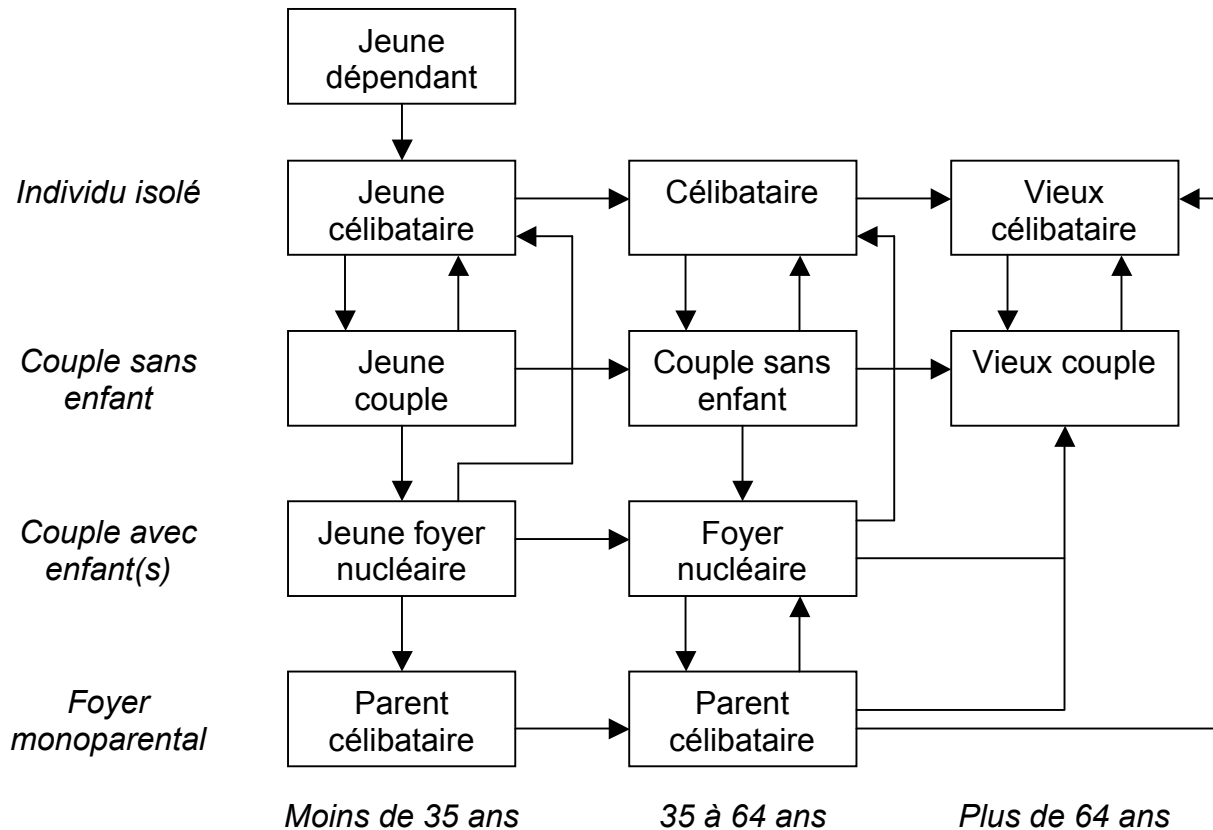 Jeune
dépendant
Individu isolé
Jeune
célibataire
Célibataire
Vieux
célibataire
Couple sans
enfant
Jeune
couple
Couple sans
enfant
Vieux couple
Couple avec
enfant(s)
Jeune foyer
nucléaire
Foyer
nucléaire
Foyer
monoparental
Parent
célibataire
Parent
célibataire
Moins de 35 ans
35 à 64 ans
Plus de 64 ans